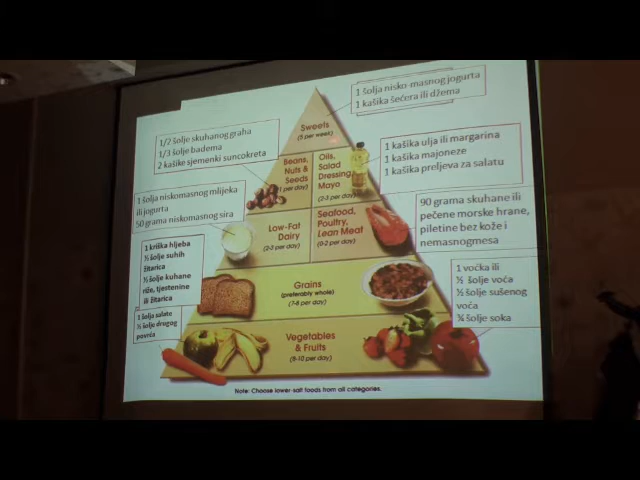 1 šolja nisko-masnog jogurta
1 kašika šećera ili džema
Sweets
(5 per week)
1/2 šolje skuhanog graha
1/3 šolje badema
2 kašike sjemenki suncokreta
Beans,
Nuts &
Seeds
(1 per day)
Oils,
Salad
Dressing,
Mayo
(2-3 per day)
1 kašika ulja ili margarina
1 kašika majoneze
1 kašika preljeva za salatu
1 šolja niskomasnog mlijeka
ili jogurta
50 grama niskomasnog sira
Low-Fat
Dairy
(2-3 per day)
Seafood,
Poultry,
Lean Meat
(0-2 per day)
90 grama skuhane ili
pečene morske hrane,
piletine bez kože i
nemasnogmesa
1 kriška hljeba
½ šolje suhih
žitarica
½ šolje kuhane
riže, tjestenine
ili žitarica
Grains
(preferably whole)
(7-8 per day)
1 voćka ili
½ šolje voća
½ šolje sušenog
voća
¾ šolje soka
1 šolja salate
½ šolje drugog
povrća
Vegetables
& Fruits
(9-10 per day)
Note: Choose lower-salt foods from all categories.